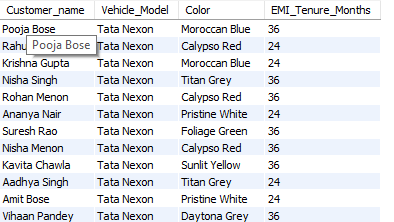 Customer_name Vehicle_Model Color EMI_Tenure_Months
Pooja Bose Tata Nexon Moroccan Blue 36
Pooja Bose
Tata Nexon Calypso Red 24
Krishna Gupta Tata Nexon Moroccan Blue 24
Nisha Singh Tata Nexon Titan Grey 36
Rohan Menon Tata Nexon Calypso Red 36
Ananya Nair Tata Nexon Pristine White 24
Suresh Rao Tata Nexon Foliage Green 36
Nisha Menon Tata Nexon Calypso Red 36
Kavita Chawla Tata Nexon Sunlit Yellow 36
Aadhya Singh Tata Nexon Titan Grey 24
Amit Bose Tata Nexon Pristine White 24
Vihaan Pandey Tata Nexon Daytona Grey 36